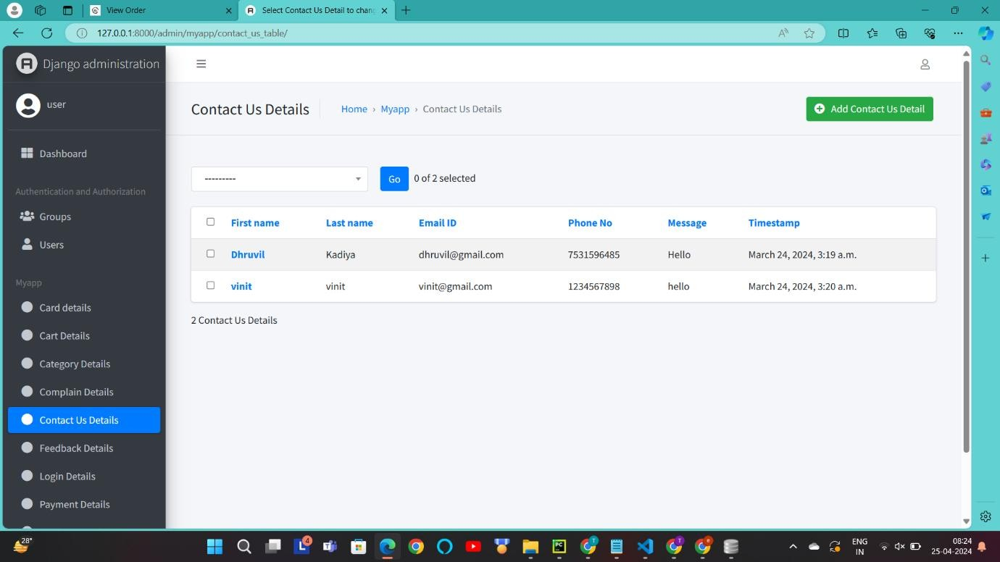 View Order
Select Contact Us Detail to chang
127.0.0.1:8000/admin/myapp/contact_us_table/
Django administration
user
Dashboard
Authentication and Authorization
Groups
Users
Myapp
Card details
Cart Details
Category Details
Complain Details
Contact Us Details
Feedback Details
Login Details
Payment Details
Contact Us Details
Home › Myapp › Contact Us Details
Add Contact Us Detail
---------
Go
0 of 2 selected
First name Last name Email ID Phone No Message Timestamp
Dhruvil Kadiya dhruvil@gmail.com 7531596485 Hello March 24, 2024, 3:19 a.m.
vinit vinit vinit@gmail.com 1234567898 hello March 24, 2024, 3:20 a.m.
2 Contact Us Details
28°
4
ENG
IN
08:24
25-04-2024